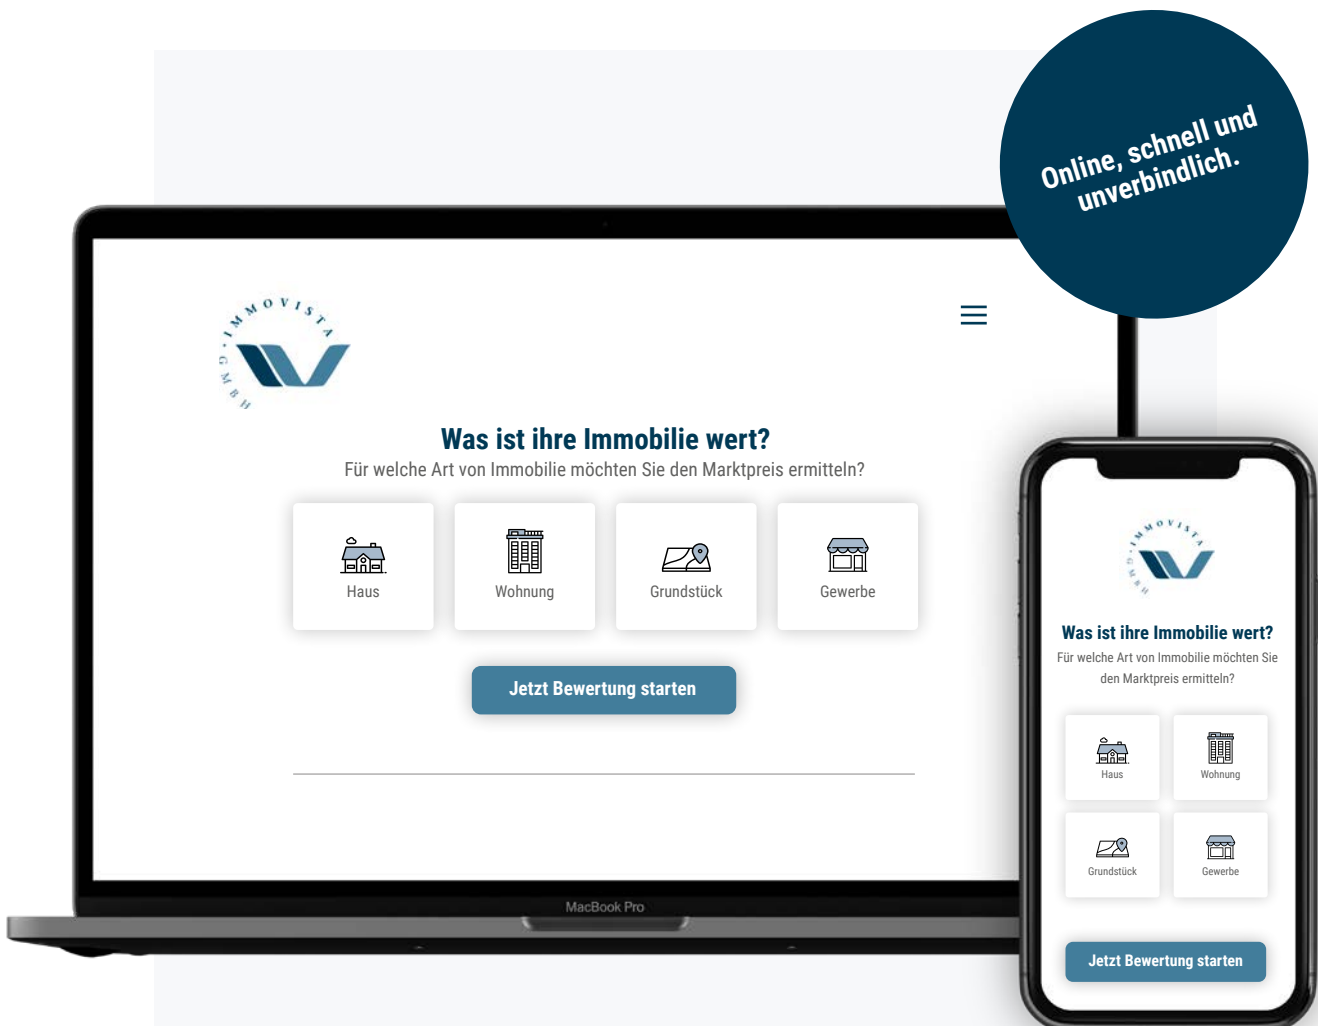 Online, schnell und
unverbindlich.
IMMOVISTA · GMBH
Was ist ihre Immobilie wert?
Für welche Art von Immobilie möchten Sie den Marktpreis ermitteln?
Haus
Wohnung
Grundstück
Gewerbe
Jetzt Bewertung starten
MacBook Pro
IMMOVISTA · GMBH
Was ist ihre Immobilie wert?
Für welche Art von Immobilie möchten Sie
den Marktpreis ermitteln?
Haus
Wohnung
Grundstück
Gewerbe
Jetzt Bewertung starten